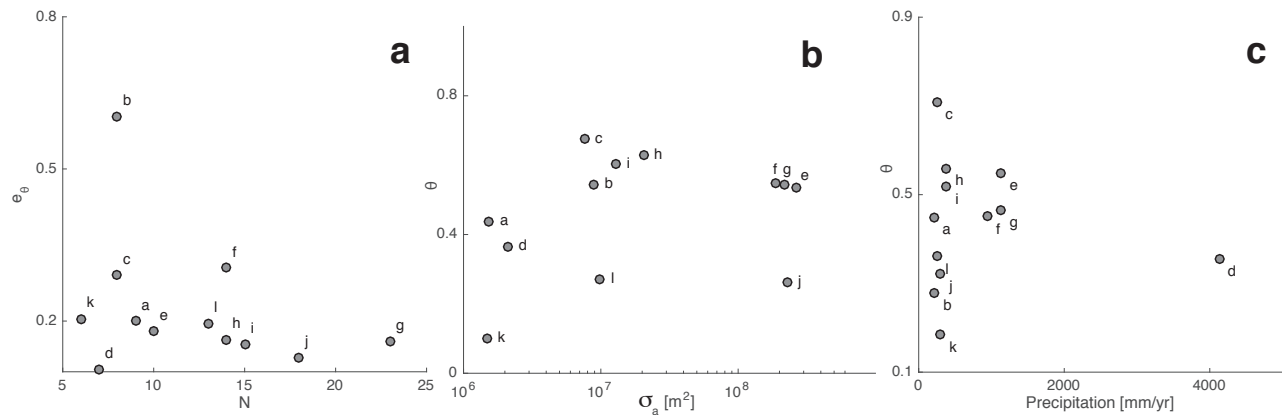 a
0.8
0.5
0.2
e_θ
b
c
f
k
a
e
l
h
i
j
g
d
5
10
15
20
25
N
b
0.8
0.4
0
θ
c
i
h
b
f
g
e
a
d
l
j
k
10^6
10^7
10^8
σ_a [m²]
c
0.9
0.5
0.1
θ
c
h
i
e
a
f
g
l
j
b
k
d
0
2000
4000
Precipitation [mm/yr]